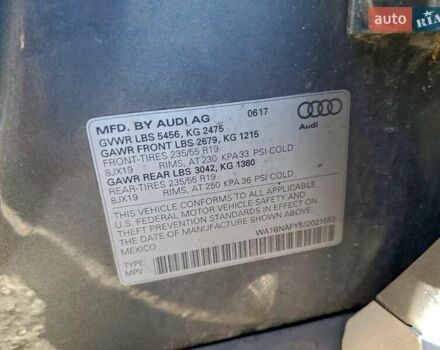 auto RIA
MFD. BY AUDI AG 0617
GVWR LBS 5456, KG 2475
GAWR FRONT LBS 2679, KG 1215
FRONT-TIRES 235/55 R19
8JX19 RIMS, AT 230 KPA 33 PSI COLD
GAWR REAR LBS 3042, KG 1380
REAR-TIRES 235/55 R19
8JX19 RIMS, AT 250 KPA 36 PSI COLD
Audi
THIS VEHICLE CONFORMS TO ALL APPLICABLE
U.S. FEDERAL MOTOR VEHICLE SAFETY AND
THEFT PREVENTION STANDARDS IN EFFECT
ON THE DATE OF MANUFACTURE SHOWN ABOVE.
MEXICO
TYPE:
MPV
WA1BNAFY5J2021553